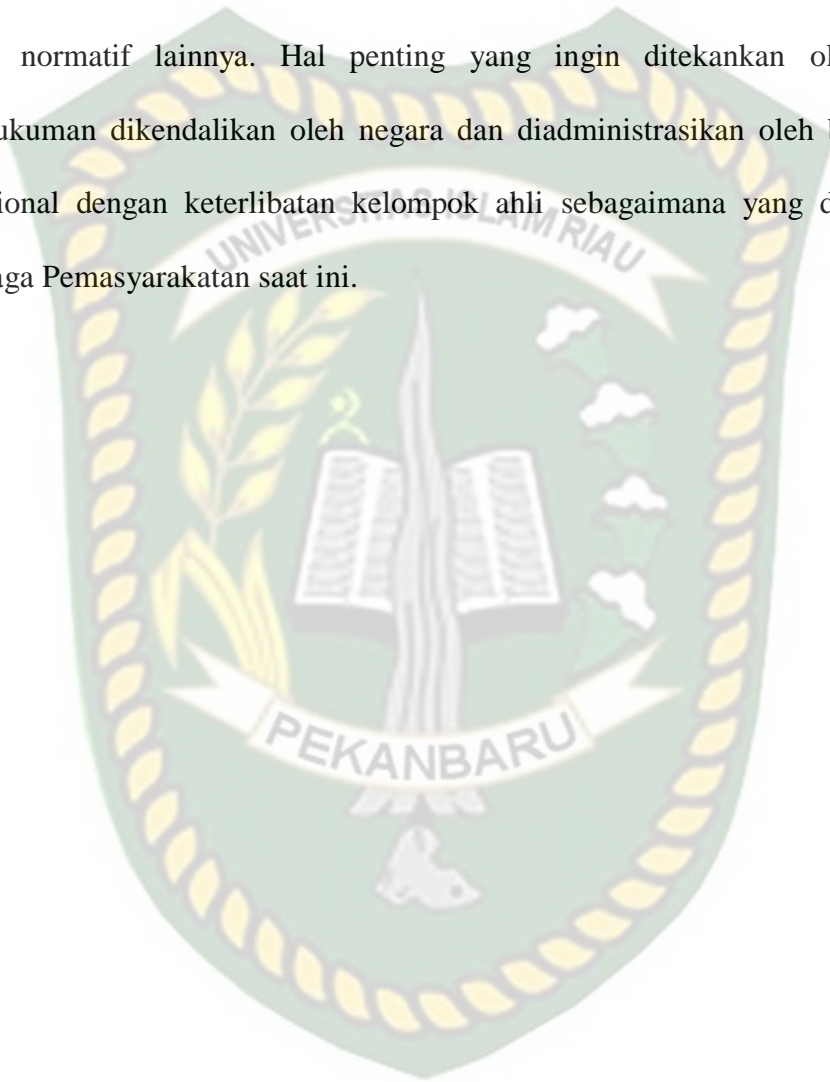 normatif lainnya. Hal penting yang ingin ditekankan ol
ukuman dikendalikan oleh negara dan diadministrasikan oleh b
ional dengan keterlibatan kelompok ahli sebagaimana yang d
aga Pemasyarakatan saat ini.
UNIVERSITAS ISLAM RIAU
PEKANBARU